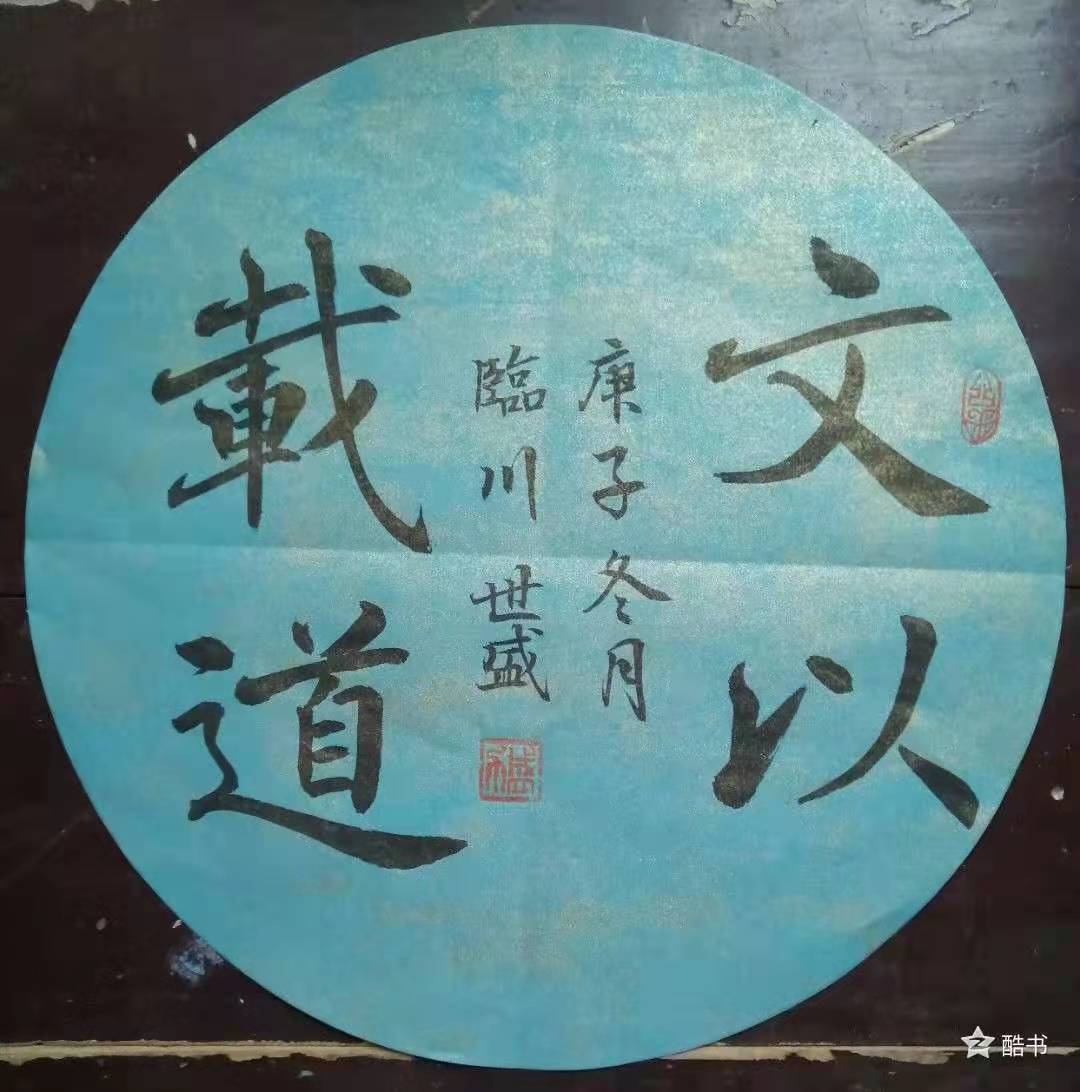 文以
載道
庚子冬月
臨川世盛
酷书